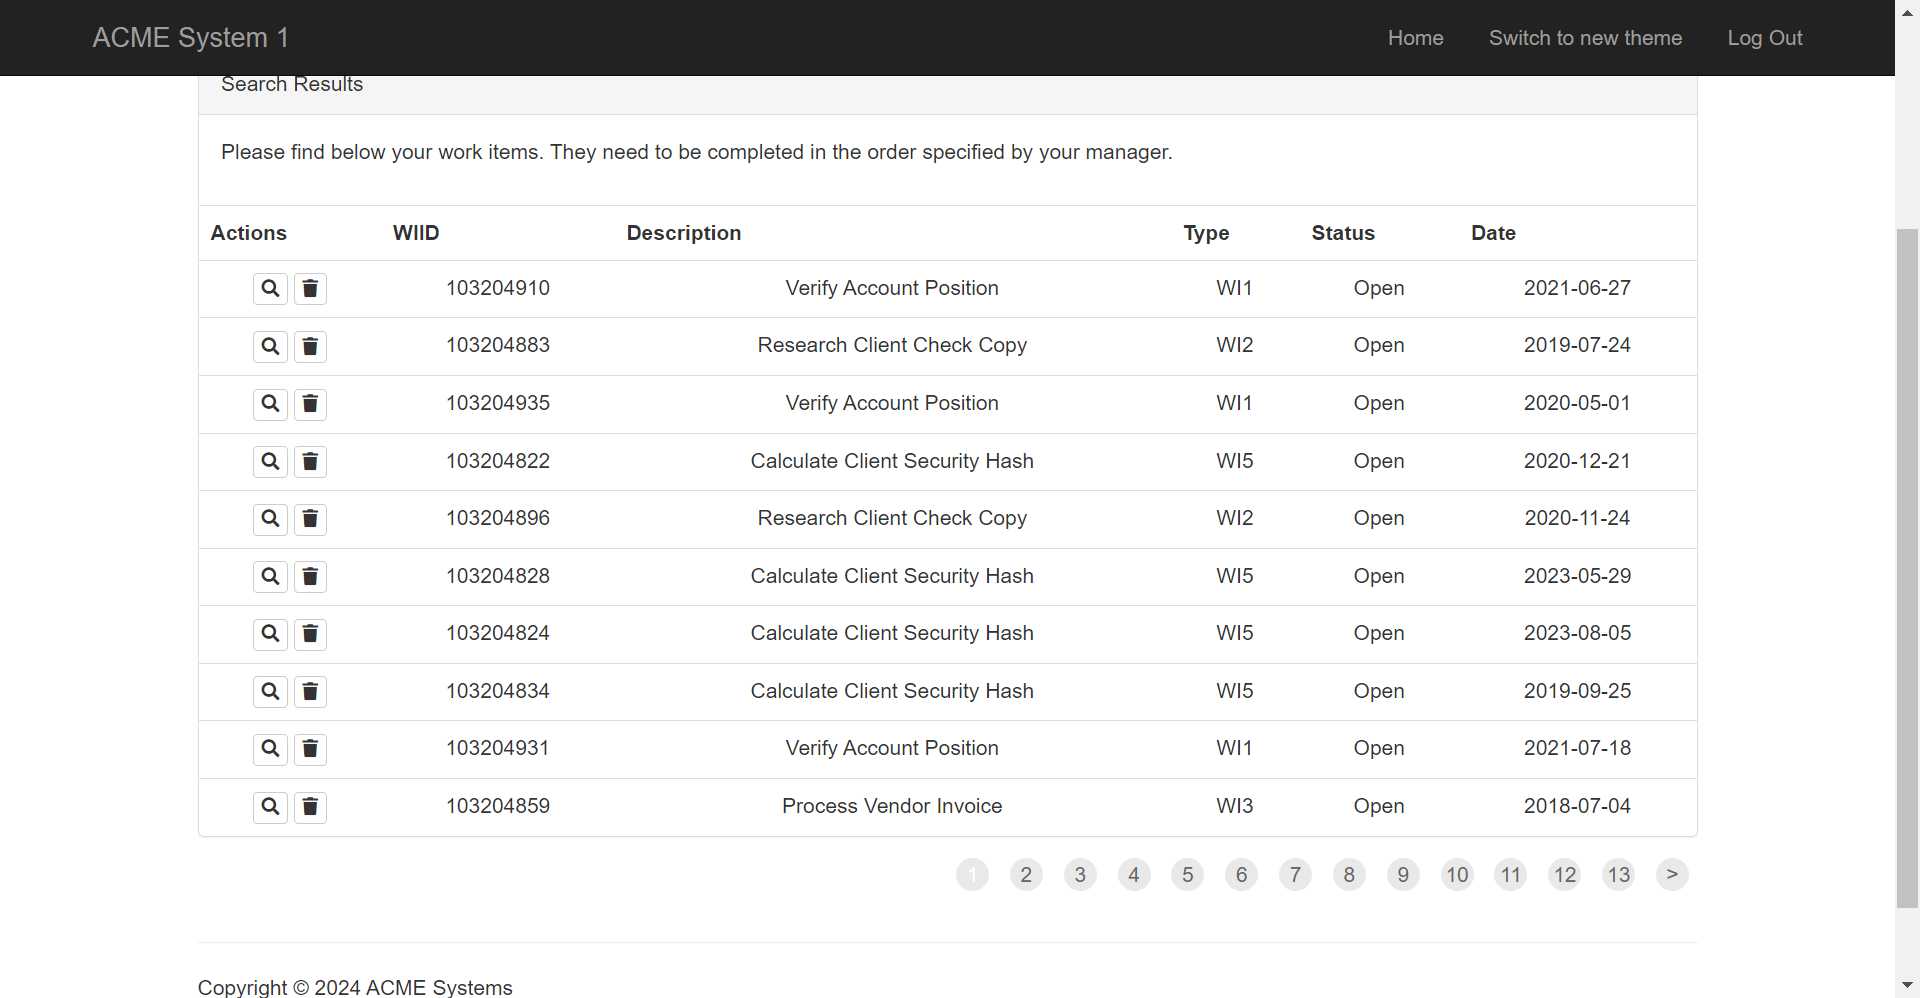 ACME System 1 Home Switch to new theme Log Out
Search Results
Please find below your work items. They need to be completed in the order specified by your manager.
Actions WIID Description Type Status Date
103204910 Verify Account Position WI1 Open 2021-06-27
103204883 Research Client Check Copy WI2 Open 2019-07-24
103204935 Verify Account Position WI1 Open 2020-05-01
103204822 Calculate Client Security Hash WI5 Open 2020-12-21
103204896 Research Client Check Copy WI2 Open 2020-11-24
103204828 Calculate Client Security Hash WI5 Open 2023-05-29
103204824 Calculate Client Security Hash WI5 Open 2023-08-05
103204834 Calculate Client Security Hash WI5 Open 2019-09-25
103204931 Verify Account Position WI1 Open 2021-07-18
103204859 Process Vendor Invoice WI3 Open 2018-07-04
1 2 3 4 5 6 7 8 9 10 11 12 13 >
Copyright © 2024 ACME Systems